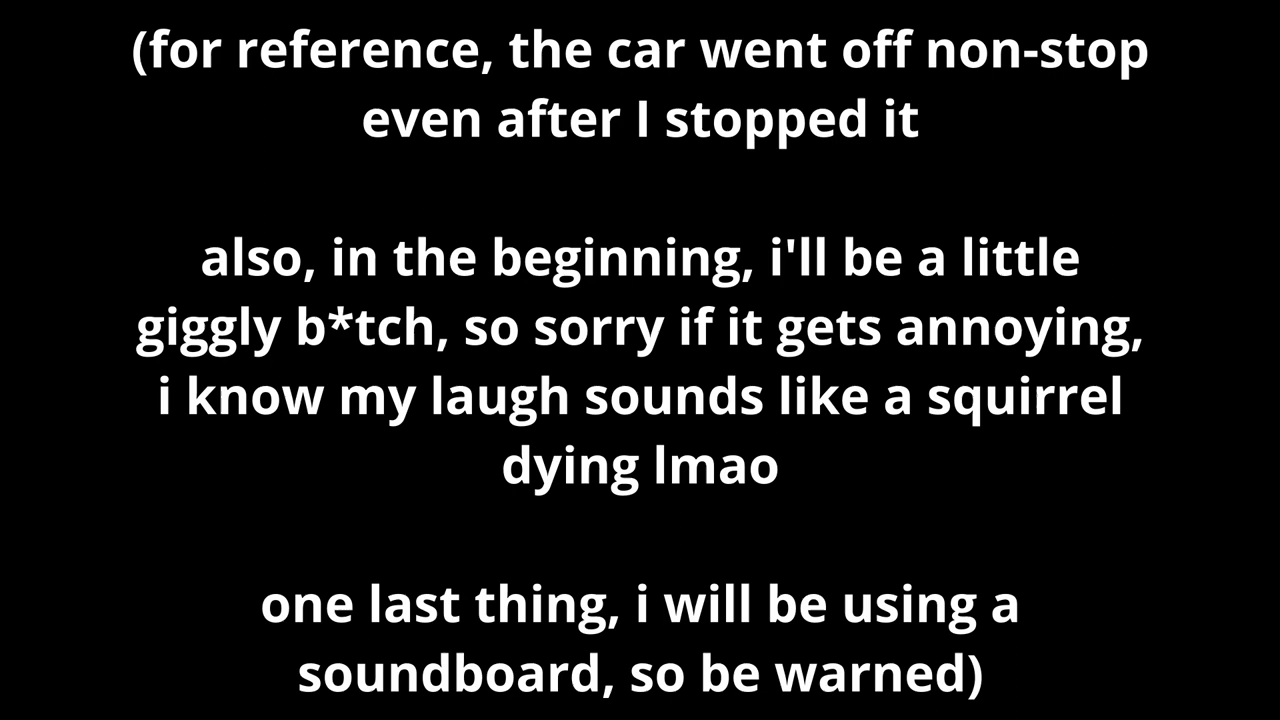 (for reference, the car went off non-stop
even after I stopped it
also, in the beginning, i'll be a little
giggly b*tch, so sorry if it gets annoying,
i know my laugh sounds like a squirrel
dying lmao
one last thing, i will be using a
soundboard, so be warned)